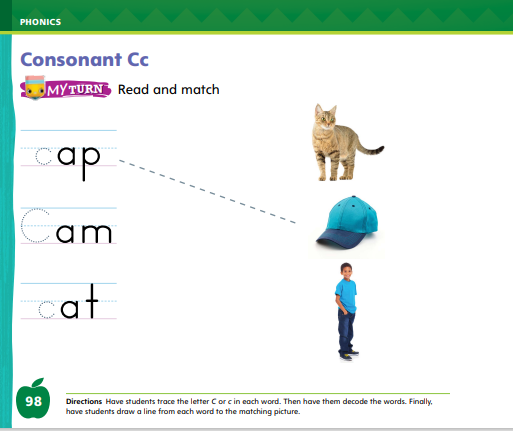 PHONICS
Consonant Cc
MY TURN Read and match
cap
Cam
cat
98
Directions Have students trace the letter C or c in each word. Then have them decode the words. Finally,
have students draw a line from each word to the matching picture.